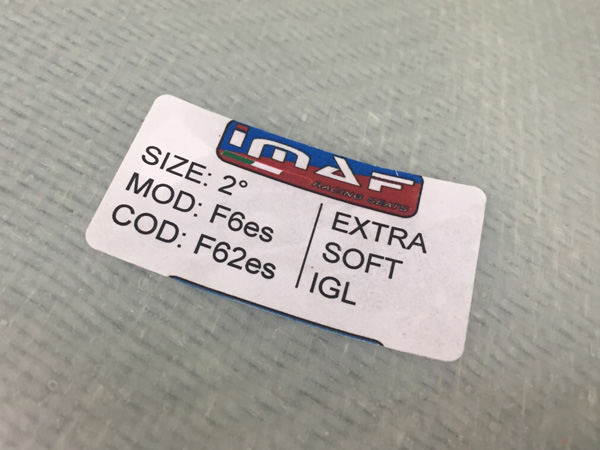 imaf
RACING SEATS
SIZE: 2°
MOD: F6es
COD: F62es
EXTRA
SOFT
IGL